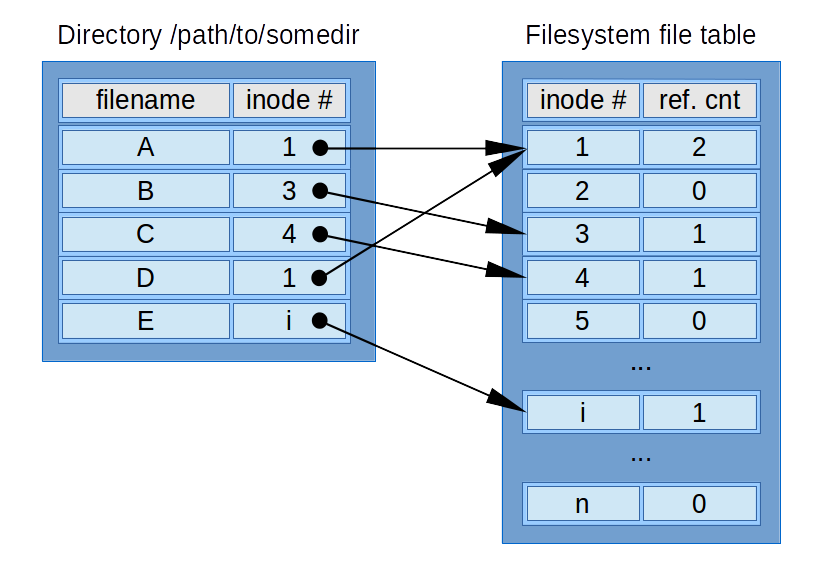 Directory /path/to/somedir
filename inode #
A 1
B 3
C 4
D 1
E i
Filesystem file table
inode # ref. cnt
1 2
2 0
3 1
4 1
5 0
...
i 1
...
n 0